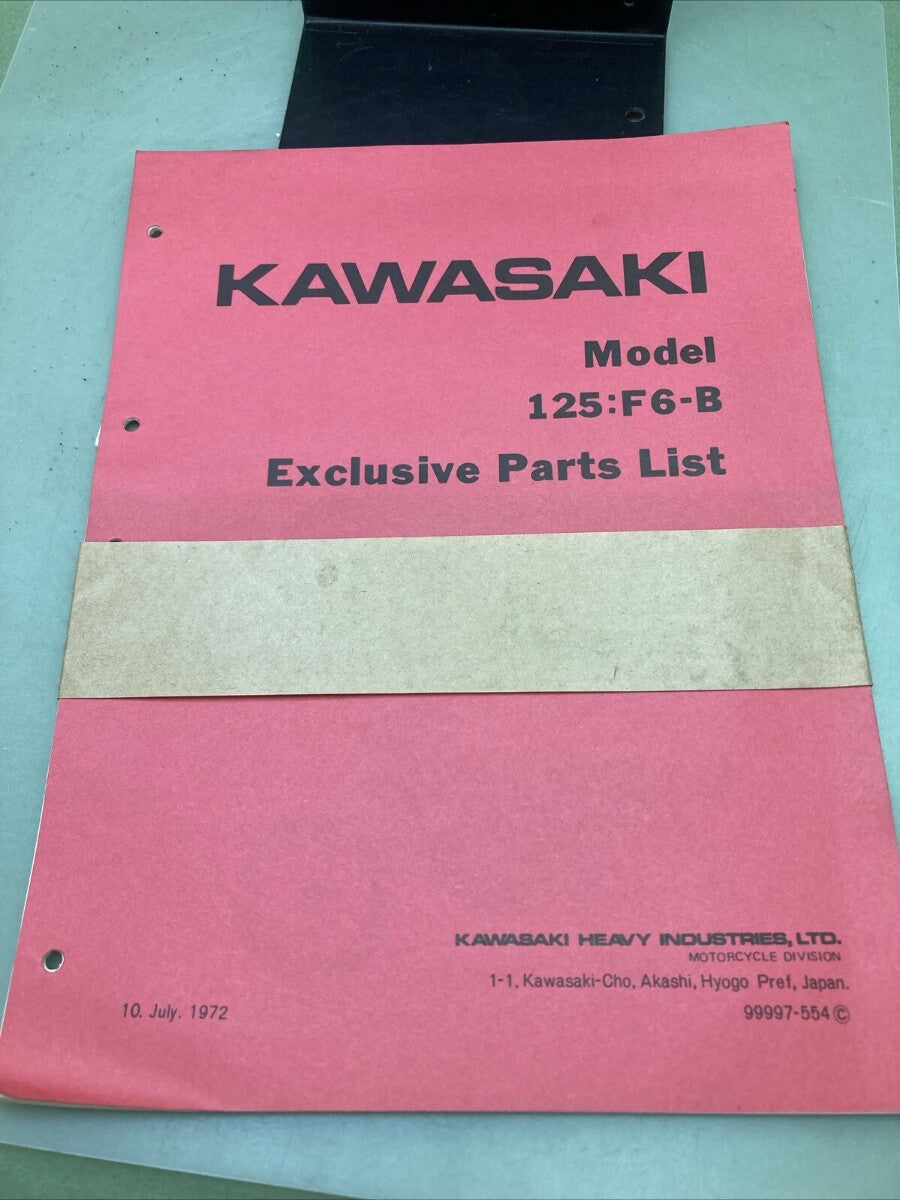 KAWASAKI
Model
125:F6-B
Exclusive Parts List
KAWASAKI HEAVY INDUSTRIES, LTD.
MOTORCYCLE DIVISION
1-1, Kawasaki-Cho, Akashi, Hyogo Pref, Japan.
10. July. 1972
99997-554 Ⓒ